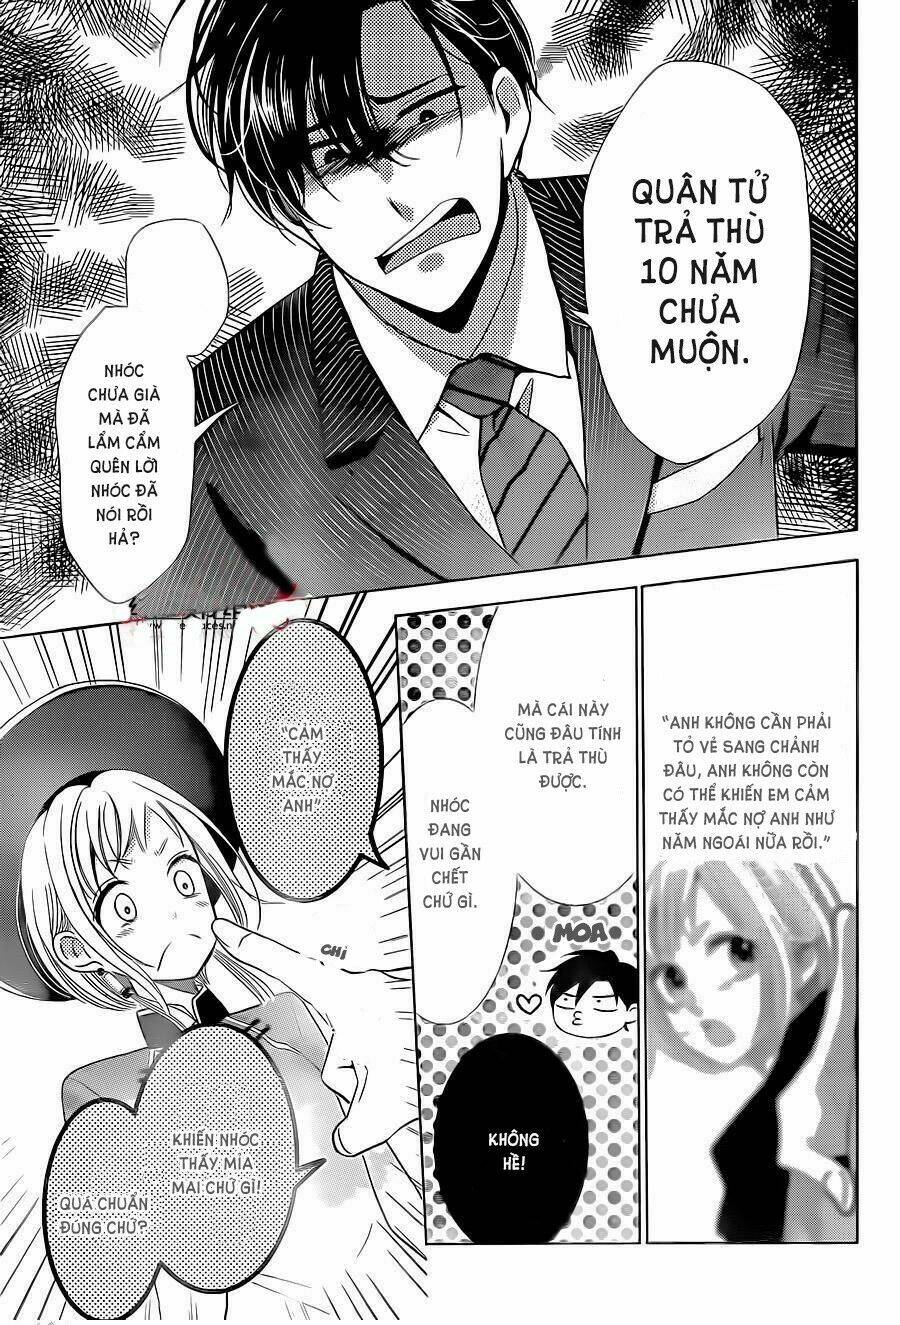 QUÂN TỬ
TRẢ THÙ
10 NĂM
CHƯA
MUỘN.
NHÓC
CHƯA GIÀ
MÀ ĐÃ
LẨM CẨM
QUÊN LỜI
NHÓC ĐÃ
NÓI RỒI
HẢ?
“ANH KHÔNG CẦN PHẢI
TỎ VẺ SANG CHẢNH
ĐÂU, ANH KHÔNG CÒN
CÓ THỂ KHIẾN EM CẢM
THẤY MẮC NỢ ANH NHƯ
NĂM NGOÁI NỮA RỒI.”
MÀ CÁI NÀY
CŨNG ĐÂU TÍNH
LÀ TRẢ THÙ
ĐƯỢC.
NHÓC
ĐANG
VUI GẦN
CHẾT
CHỨ GÌ.
MOA
KHÔNG
HỀ!
“CẢM
THẤY
MẮC NỢ
ANH”
CHỈ
KHIẾN NHÓC
THẤY MỈA
MAI CHỨ GÌ!
QUÁ CHUẨN
ĐÚNG CHỨ?